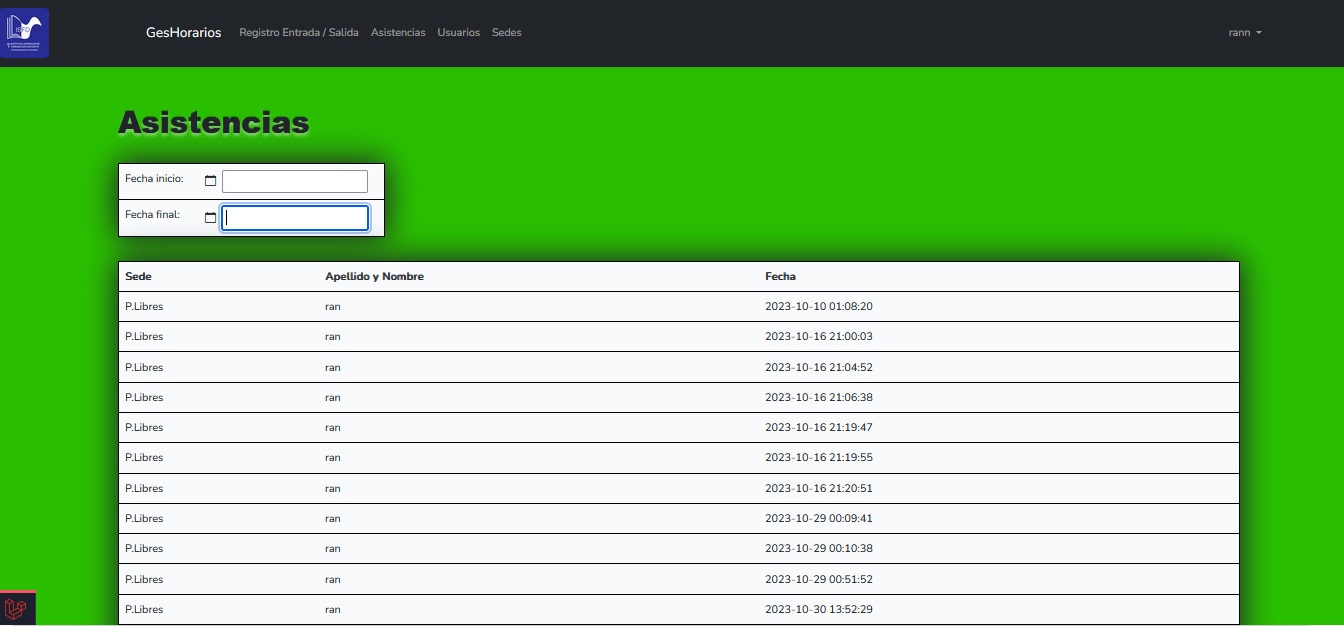 GesHorarios Registro Entrada / Salida Asistencias Usuarios Sedes rann
Asistencias
Fecha inicio:
Fecha final:
Sede Apellido y Nombre Fecha
P.Libres ran 2023-10-10 01:08:20
P.Libres ran 2023-10-16 21:00:03
P.Libres ran 2023-10-16 21:04:52
P.Libres ran 2023-10-16 21:06:38
P.Libres ran 2023-10-16 21:19:47
P.Libres ran 2023-10-16 21:19:55
P.Libres ran 2023-10-16 21:20:51
P.Libres ran 2023-10-29 00:09:41
P.Libres ran 2023-10-29 00:10:38
P.Libres ran 2023-10-29 00:51:52
P.Libres ran 2023-10-30 13:52:29